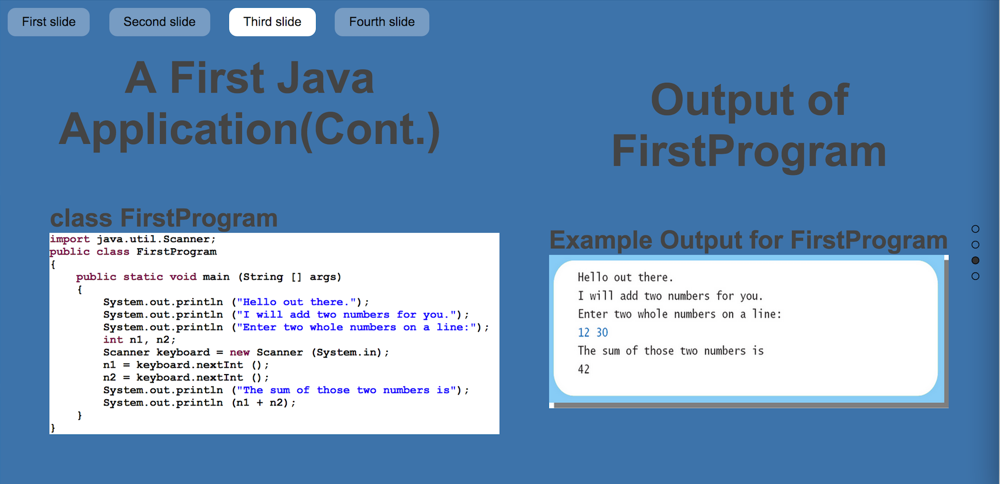 First slide
Second slide
Third slide
Fourth slide
A First Java
Application(Cont.)
class FirstProgram
import java.util.Scanner;
public class FirstProgram
{
    public static void main (String [] args)
    {
        System.out.println ("Hello out there.");
        System.out.println ("I will add two numbers for you.");
        System.out.println ("Enter two whole numbers on a line:");
        int n1, n2;
        Scanner keyboard = new Scanner (System.in);
        n1 = keyboard.nextInt ();
        n2 = keyboard.nextInt ();
        System.out.println ("The sum of those two numbers is");
        System.out.println (n1 + n2);
    }
}
Output of
FirstProgram
Example Output for FirstProgram
Hello out there.
I will add two numbers for you.
Enter two whole numbers on a line:
12 30
The sum of those two numbers is
42